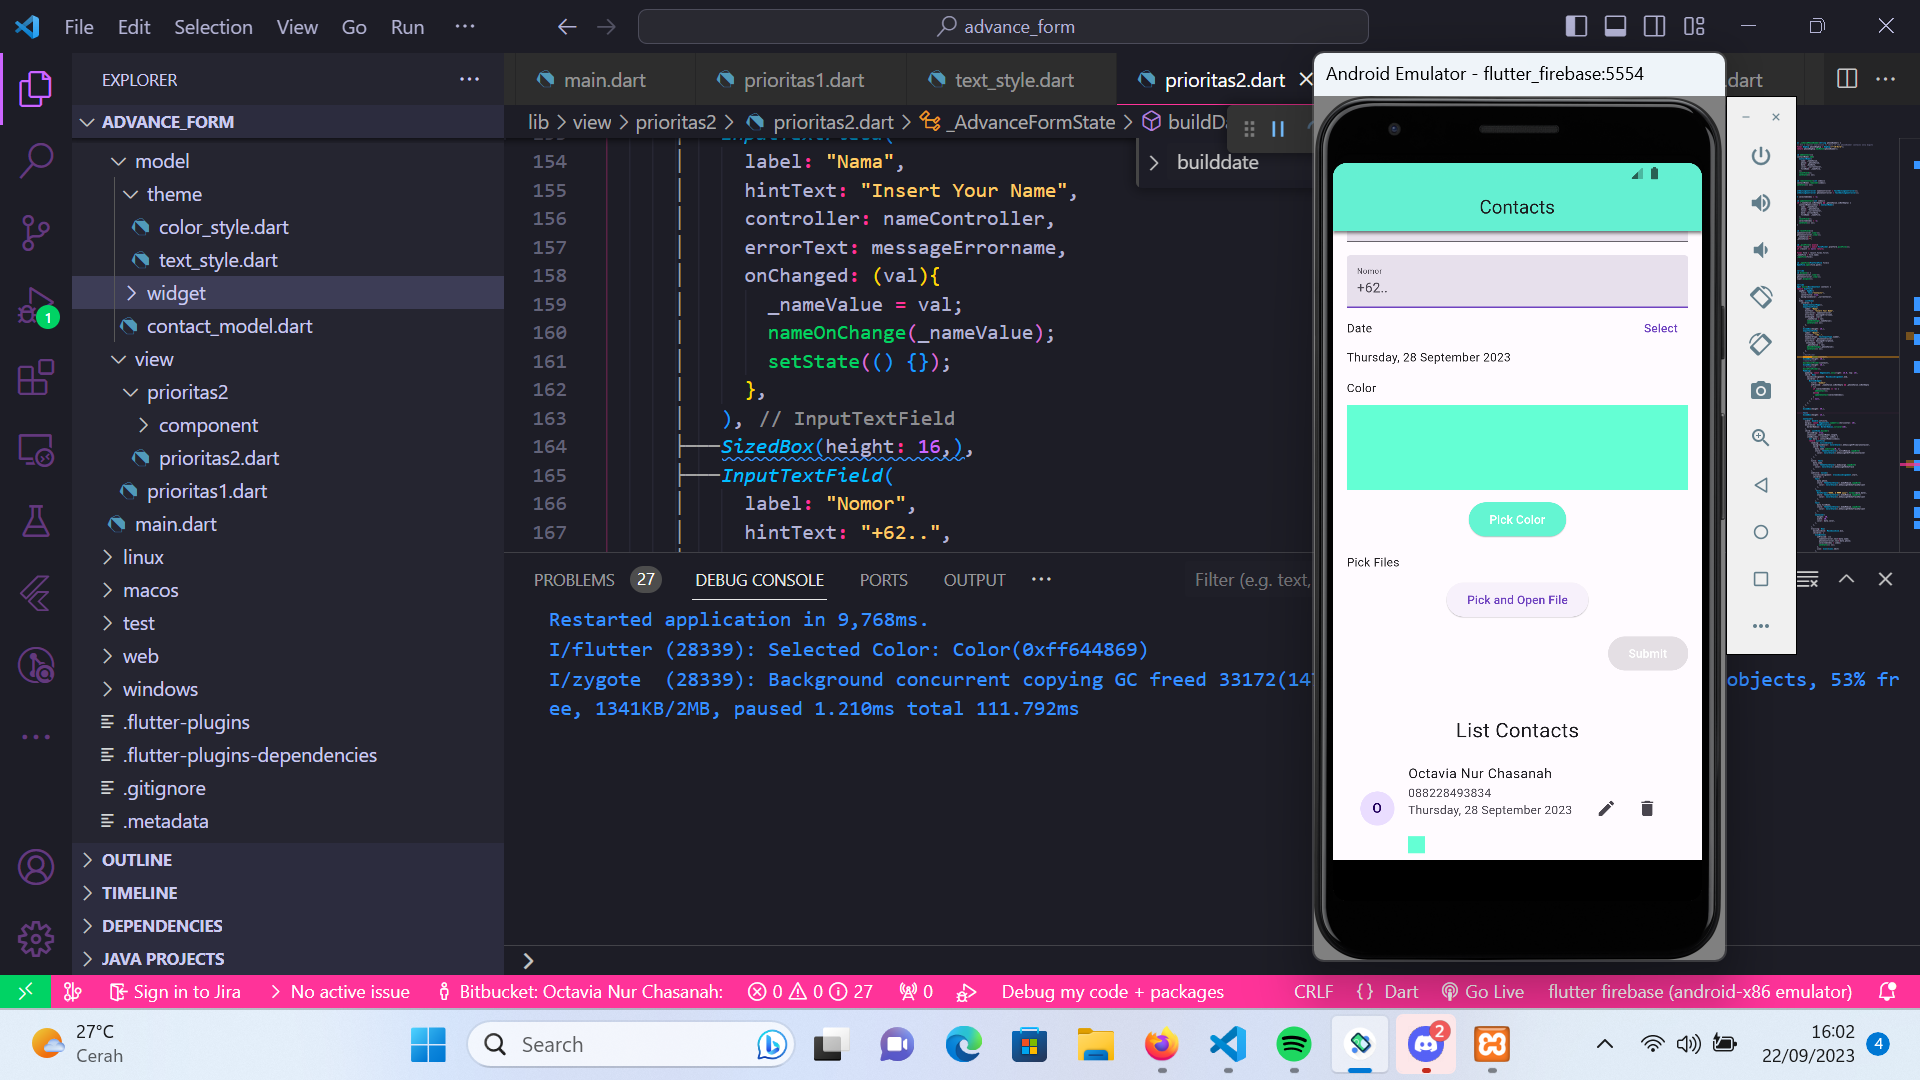 File Edit Selection View Go Run ···
advance_form
EXPLORER
ADVANCE_FORM
model
theme
color_style.dart
text_style.dart
widget
contact_model.dart
view
prioritas2
component
prioritas2.dart
prioritas1.dart
main.dart
linux
macos
test
web
windows
.flutter-plugins
.flutter-plugins-dependencies
.gitignore
.metadata
OUTLINE
TIMELINE
DEPENDENCIES
JAVA PROJECTS
1
main.dart prioritas1.dart text_style.dart prioritas2.dart .dart
lib > view > prioritas2 > prioritas2.dart > _AdvanceFormState >
builddate
154 label: "Nama",
155 hintText: "Insert Your Name",
156 controller: nameController,
157 errorText: messageErrorname,
158 onChanged: (val){
159 _nameValue = val;
160 nameOnChange(_nameValue);
161 setState(() {});
162 },
163 ), // InputTextField
164 SizedBox(height: 16,),
165 InputTextField(
166 label: "Nomor",
167 hintText: "+62..",
PROBLEMS 27 DEBUG CONSOLE PORTS OUTPUT ··· Filter (e.g. text,
Restarted application in 9,768ms.
I/flutter (28339): Selected Color: Color(0xff644869)
I/zygote  (28339): Background concurrent copying GC freed objects, 53% fr
ee, 1341KB/2MB, paused 1.210ms total 111.792ms
Android Emulator - flutter_firebase:5554
Contacts
Nomor
+62..
Date Select
Thursday, 28 September 2023
Color
Pick Color
Pick Files
Pick and Open File
Submit
List Contacts
Octavia Nur Chasanah
O 088228493834
Thursday, 28 September 2023
Sign in to Jira No active issue Bitbucket: Octavia Nur Chasanah: 0 0 27 0 Debug my code + packages CRLF {} Dart Go Live flutter firebase (android-x86 emulator)
27°C
Cerah
Search
2
16:02
22/09/2023
4